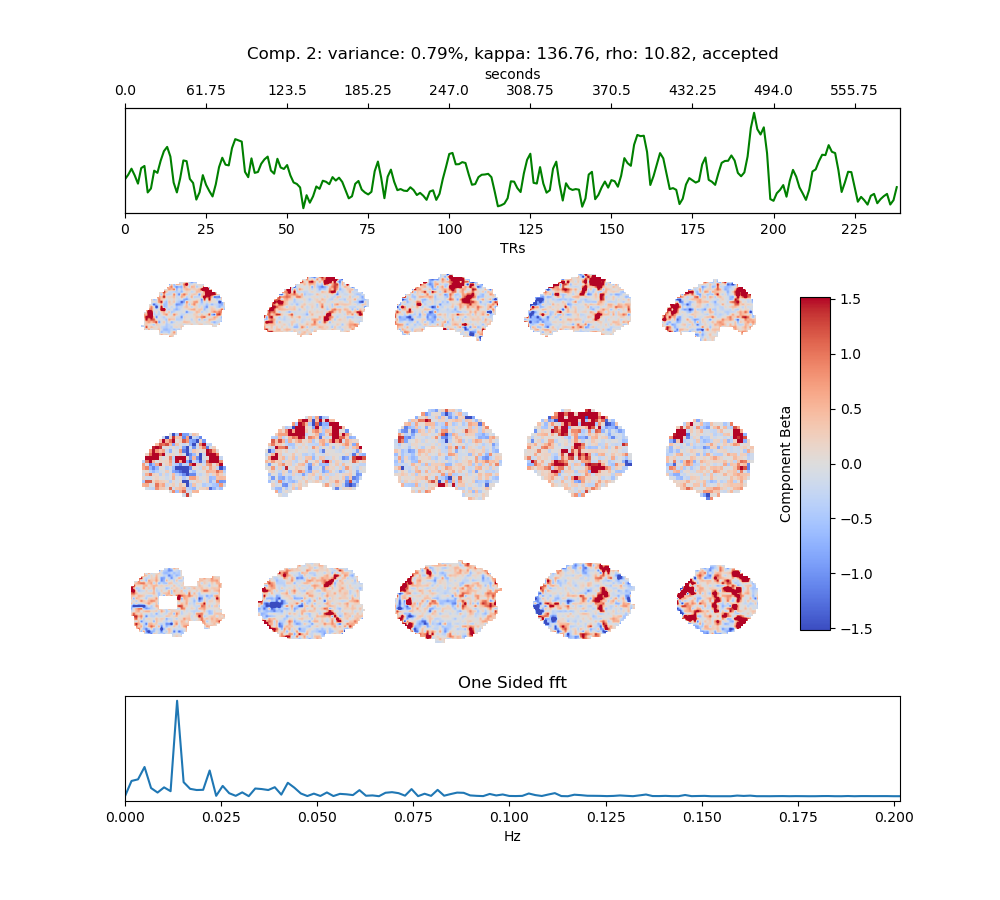 Comp. 2: variance: 0.79%, kappa: 136.76, rho: 10.82, accepted
seconds
0.0 61.75 123.5 185.25 247.0 308.75 370.5 432.25 494.0 555.75
0 25 50 75 100 125 150 175 200 225
TRs
1.5
1.0
0.5
0.0
−0.5
−1.0
−1.5
Component Beta
One Sided fft
0.000 0.025 0.050 0.075 0.100 0.125 0.150 0.175 0.200
Hz